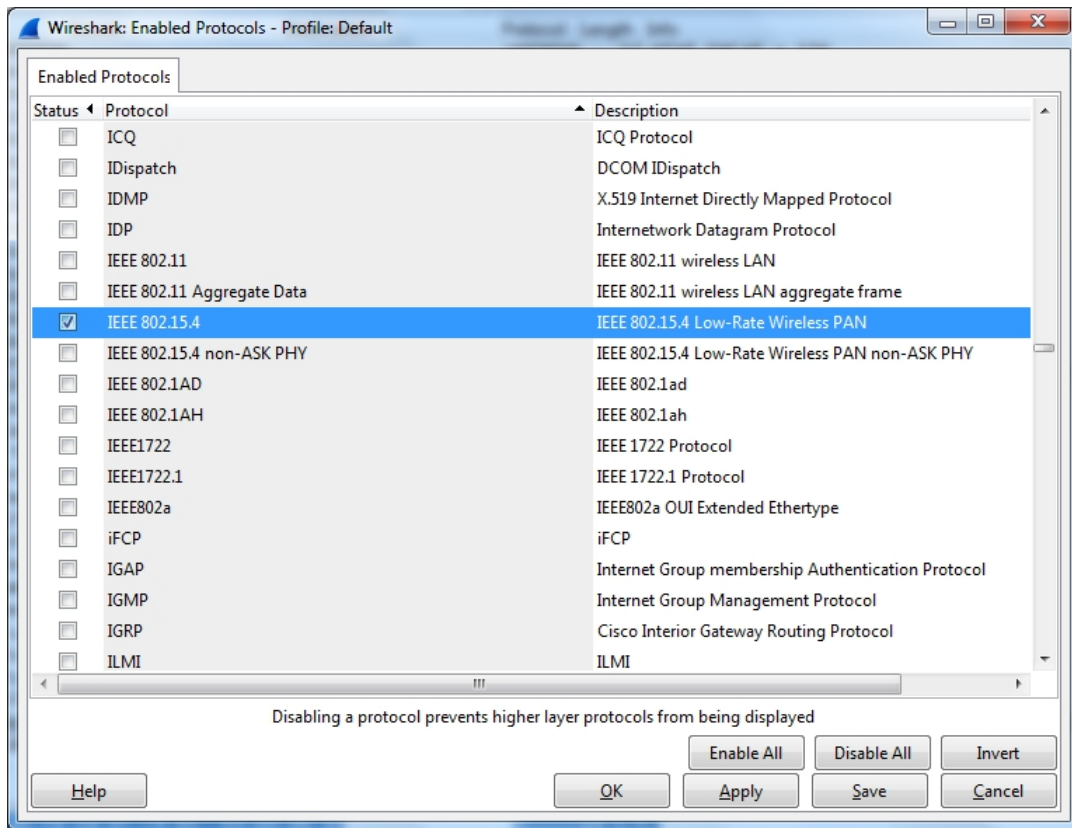 Wireshark: Enabled Protocols - Profile: Default
Enabled Protocols
Status Protocol Description
ICQ ICQ Protocol
IDispatch DCOM IDispatch
IDMP X.519 Internet Directly Mapped Protocol
IDP Internetwork Datagram Protocol
IEEE 802.11 IEEE 802.11 wireless LAN
IEEE 802.11 Aggregate Data IEEE 802.11 wireless LAN aggregate frame
IEEE 802.15.4 IEEE 802.15.4 Low-Rate Wireless PAN
IEEE 802.15.4 non-ASK PHY IEEE 802.15.4 Low-Rate Wireless PAN non-ASK PHY
IEEE 802.1AD IEEE 802.1ad
IEEE 802.1AH IEEE 802.1ah
IEEE1722 IEEE 1722 Protocol
IEEE1722.1 IEEE 1722.1 Protocol
IEEE802a IEEE802a OUI Extended Ethertype
iFCP iFCP
IGAP Internet Group membership Authentication Protocol
IGMP Internet Group Management Protocol
IGRP Cisco Interior Gateway Routing Protocol
ILMI ILMI
Disabling a protocol prevents higher layer protocols from being displayed
Enable All Disable All Invert
Help OK Apply Save Cancel